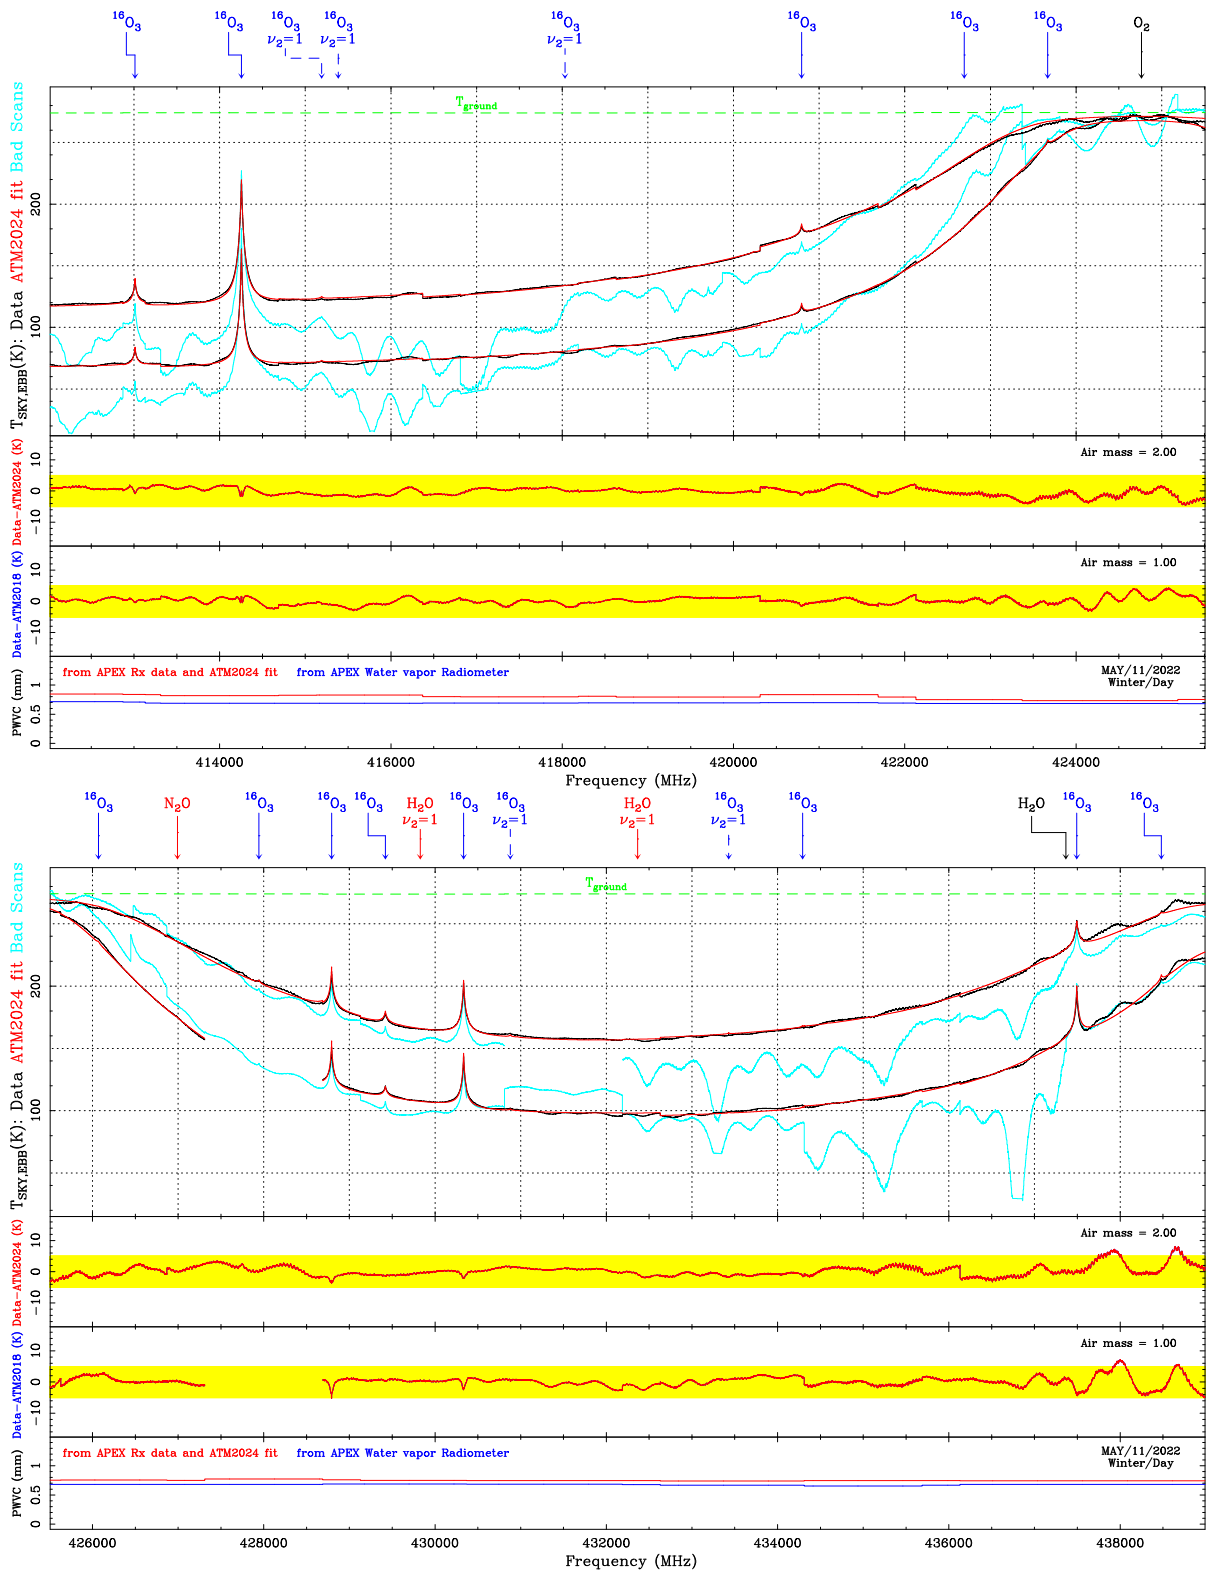 16O3 16O3 16O3 16O3 16O3 16O3 16O3 16O3 O2
ν2=1 ν2=1 ν2=1
Tground
TSKY,EBB(K): Data ATM2024 fit Bad Scans
200
100
Data-ATM2024 (K)
10
0
-10
Air mass = 2.00
Data-ATM2018 (K)
10
0
-10
Air mass = 1.00
PWVC (mm)
1
0.5
0
from APEX Rx data and ATM2024 fit from APEX Water vapor Radiometer
MAY/11/2022
Winter/Day
414000 416000 418000 420000 422000 424000
Frequency (MHz)
16O3 N2O 16O3 16O3 16O3 H2O 16O3 16O3 H2O 16O3 16O3 H2O 16O3 16O3
ν2=1 ν2=1 ν2=1 ν2=1
Tground
TSKY,EBB(K): Data ATM2024 fit Bad Scans
200
100
Data-ATM2024 (K)
10
0
-10
Air mass = 2.00
Data-ATM2018 (K)
10
0
-10
Air mass = 1.00
PWVC (mm)
1
0.5
0
from APEX Rx data and ATM2024 fit from APEX Water vapor Radiometer
MAY/11/2022
Winter/Day
426000 428000 430000 432000 434000 436000 438000
Frequency (MHz)